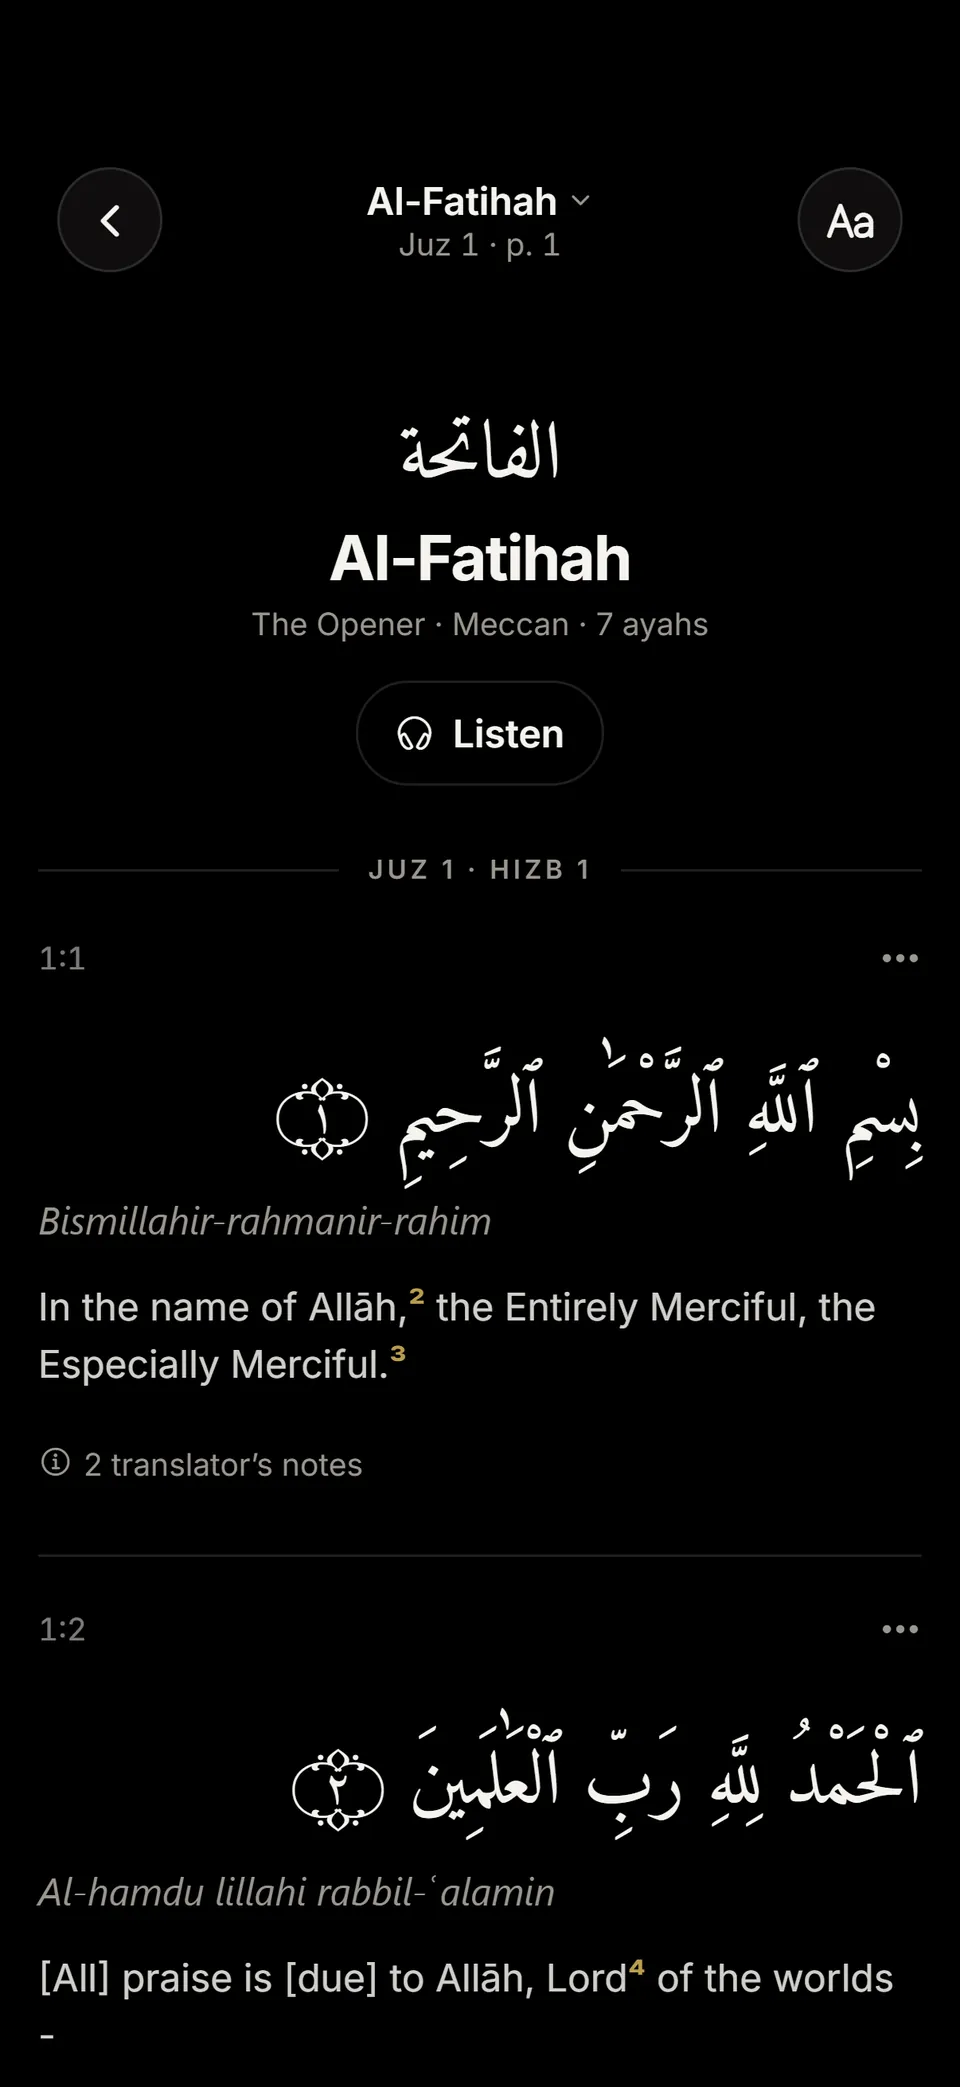 Al-Fatihah
Juz 1 · p. 1
Aa
الفاتحة
Al-Fatihah
The Opener · Meccan · 7 ayahs
Listen
JUZ 1 · HIZB 1
1:1
بِسْمِ ٱللَّهِ ٱلرَّحْمَٰنِ ٱلرَّحِيمِ ١
Bismillahir-rahmanir-rahim
In the name of Allāh,² the Entirely Merciful, the
Especially Merciful.³
2 translator’s notes
1:2
ٱلْحَمْدُ لِلَّهِ رَبِّ ٱلْعَٰلَمِينَ ٢
Al-hamdu lillahi rabbil-ʿalamin
[All] praise is [due] to Allāh, Lord⁴ of the worlds
-